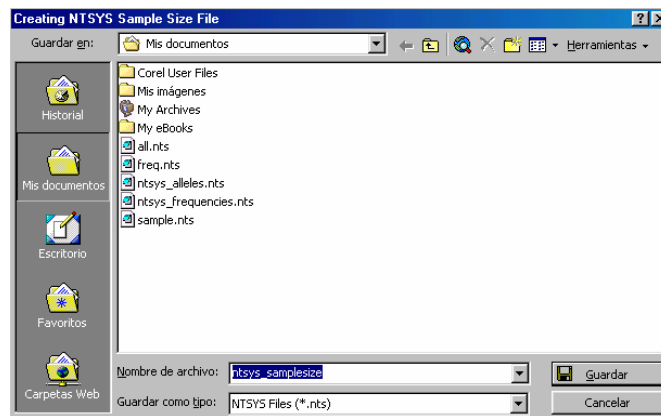 Creating NTSYS Sample Size File
Guardar en:
Mis documentos
Herramientas
Historial
Mis documentos
Escritorio
Favoritos
Carpetas Web
Corel User Files
Mis imágenes
My Archives
My eBooks
all.nts
freq.nts
ntsys_alleles.nts
ntsys_frequencies.nts
sample.nts
Nombre de archivo:
ntsys_samplesize
Guardar
Guardar como tipo:
NTSYS Files (*.nts)
Cancelar